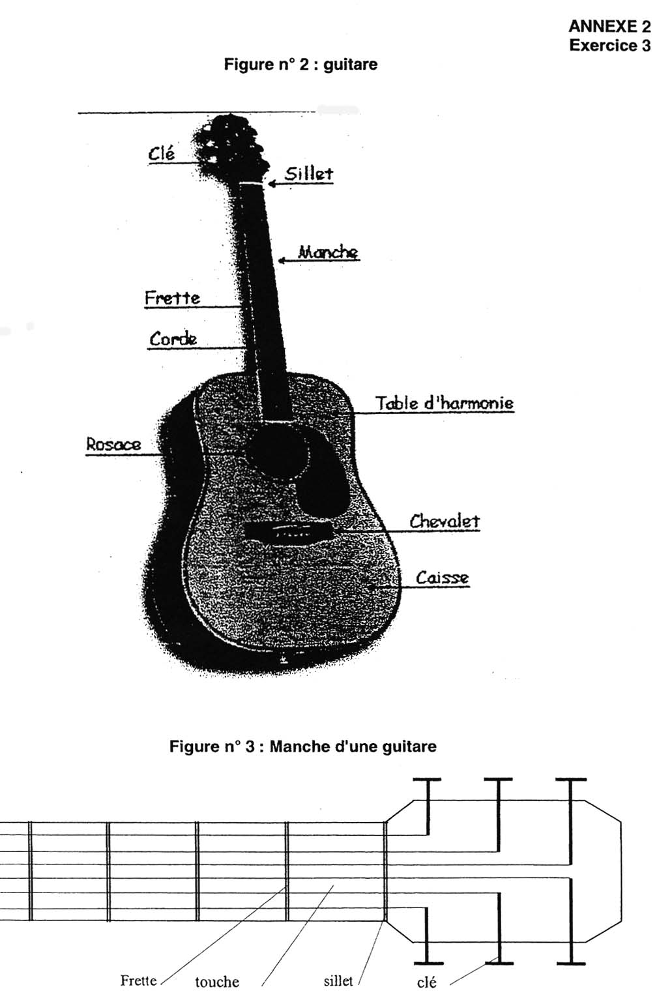 ANNEXE 2
Exercice 3
Figure n° 2 : guitare
Clé
Sillet
Manche
Frette
Corde
Table d'harmonie
Rosace
Chevalet
Caisse
Figure n° 3 : Manche d'une guitare
Frette
touche
sillet
clé